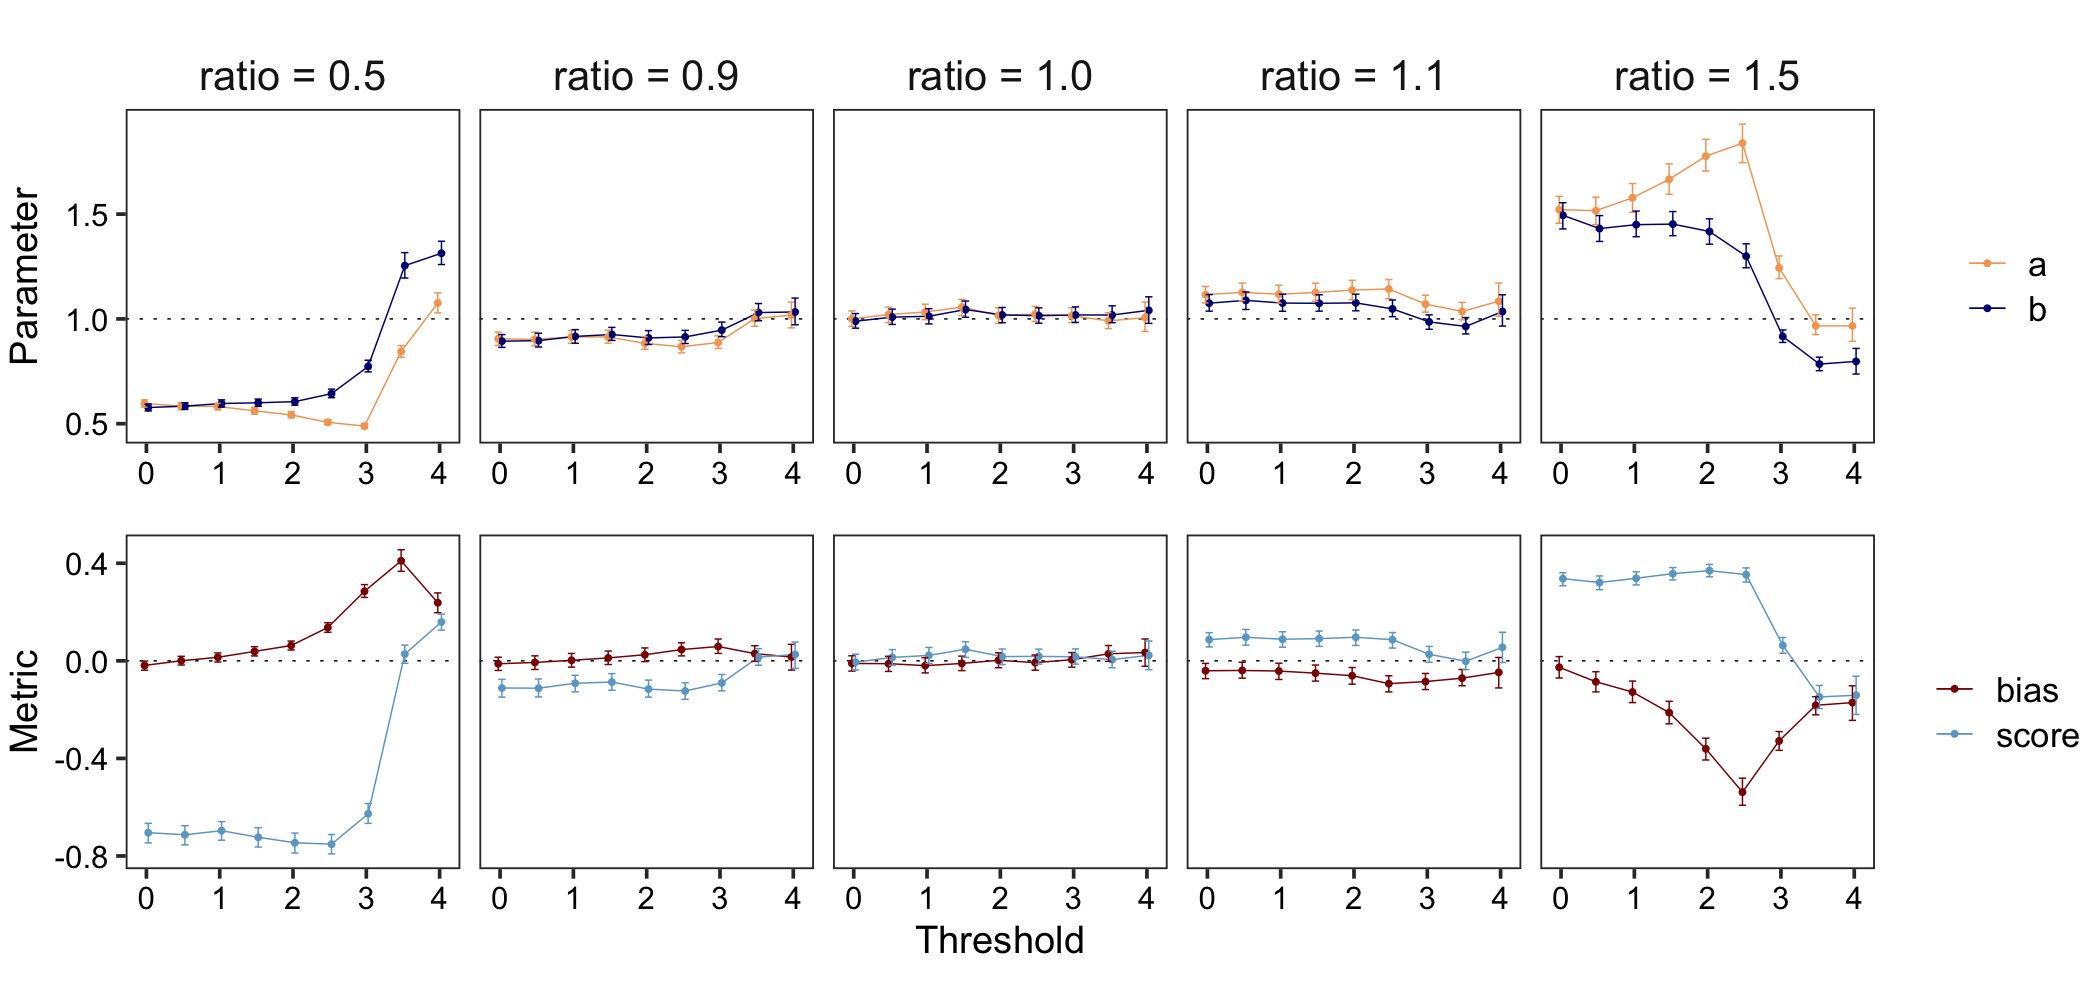 ratio = 0.5 ratio = 0.9 ratio = 1.0 ratio = 1.1 ratio = 1.5
Parameter
1.5
1.0
0.5
a
b
0 1 2 3 4 0 1 2 3 4 0 1 2 3 4 0 1 2 3 4 0 1 2 3 4
Metric
0.4
0.0
-0.4
-0.8
bias
score
0 1 2 3 4 0 1 2 3 4 0 1 2 3 4 0 1 2 3 4 0 1 2 3 4
Threshold